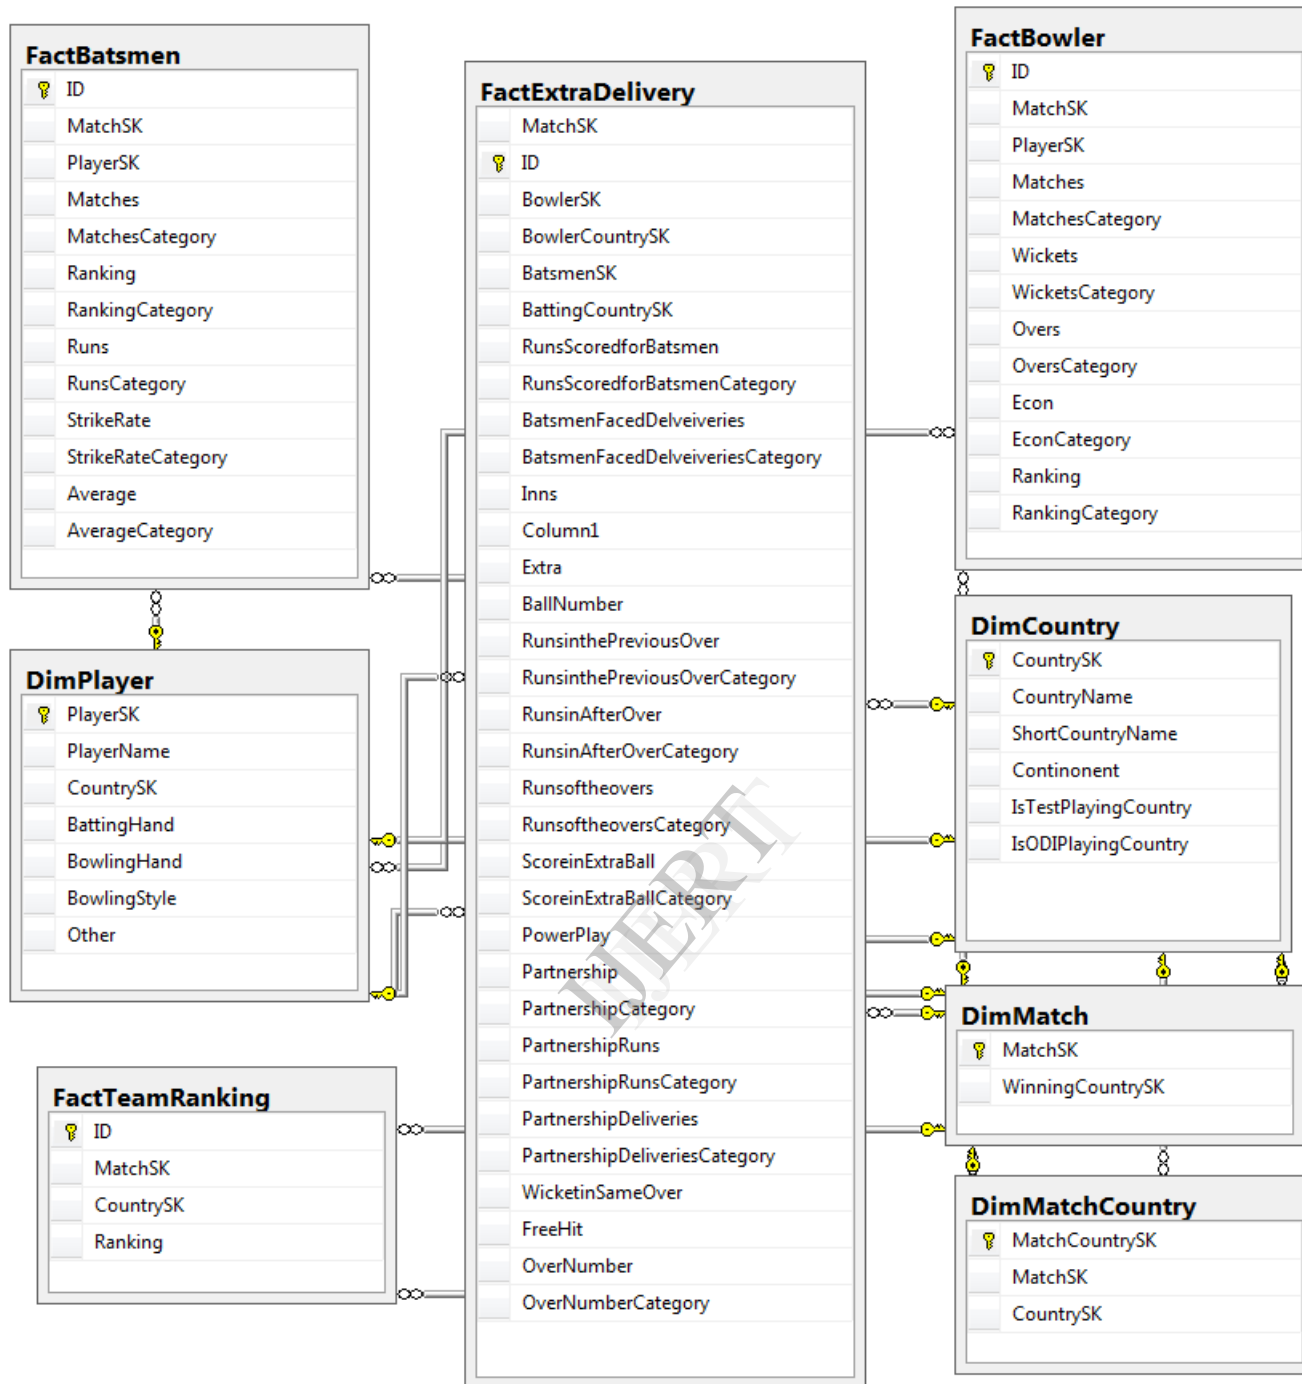 FactBatsmen
ID
MatchSK
PlayerSK
Matches
MatchesCategory
Ranking
RankingCategory
Runs
RunsCategory
StrikeRate
StrikeRateCategory
Average
AverageCategory
DimPlayer
PlayerSK
PlayerName
CountrySK
BattingHand
BowlingHand
BowlingStyle
Other
FactTeamRanking
ID
MatchSK
CountrySK
Ranking
FactExtraDelivery
MatchSK
ID
BowlerSK
BowlerCountrySK
BatsmenSK
BattingCountrySK
RunsScoredforBatsmen
RunsScoredforBatsmenCategory
BatsmenFacedDelveiveries
BatsmenFacedDelveiveriesCategory
Inns
Column1
Extra
BallNumber
RunsinthePreviousOver
RunsinthePreviousOverCategory
RunsinAfterOver
RunsinAfterOverCategory
Runsoftheovers
RunsoftheoversCategory
ScoreinExtraBall
ScoreinExtraBallCategory
PowerPlay
Partnership
PartnershipCategory
PartnershipRuns
PartnershipRunsCategory
PartnershipDeliveries
PartnershipDeliveriesCategory
WicketinSameOver
FreeHit
OverNumber
OverNumberCategory
IJERT
FactBowler
ID
MatchSK
PlayerSK
Matches
MatchesCategory
Wickets
WicketsCategory
Overs
OversCategory
Econ
EconCategory
Ranking
RankingCategory
DimCountry
CountrySK
CountryName
ShortCountryName
Continonent
IsTestPlayingCountry
IsODIPlayingCountry
DimMatch
MatchSK
WinningCountrySK
DimMatchCountry
MatchCountrySK
MatchSK
CountrySK